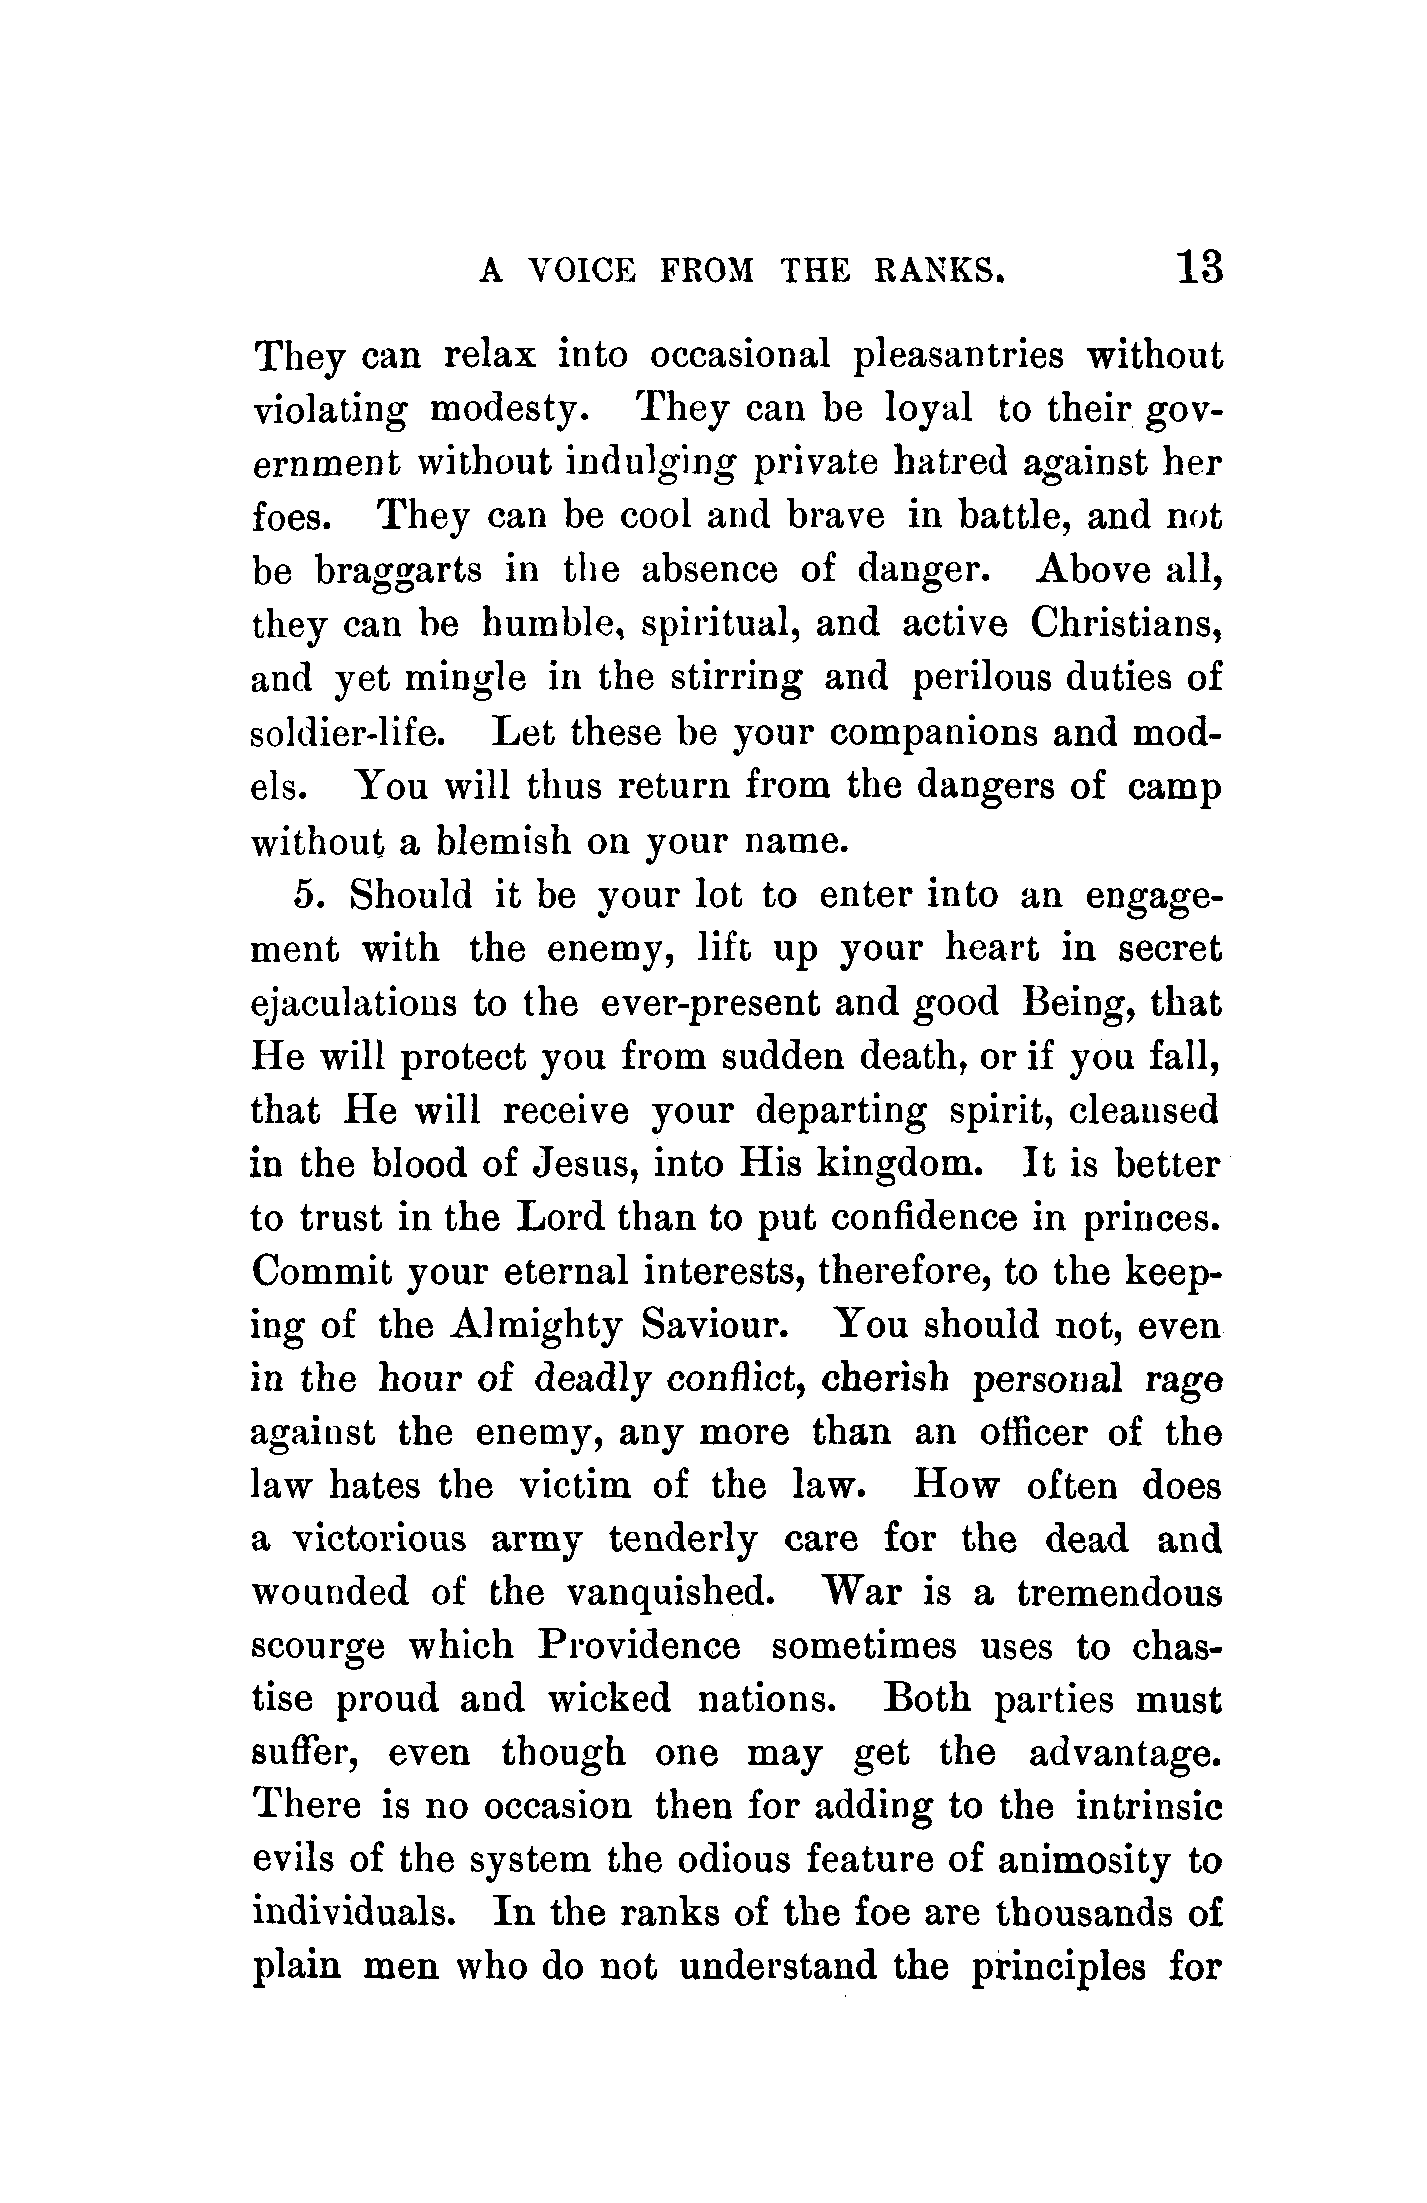 A VOICE FROM THE RANKS. 13
They can relax into occasional pleasantries without
violating modesty. They can be loyal to their gov-
ernment without indulging private hatred against her
foes. They can be cool and brave in battle, and not
be braggarts in the absence of danger. Above all,
they can be humble, spiritual, and active Christians,
and yet mingle in the stirring and perilous duties of
soldier-life. Let these be your companions and mod-
els. You will thus return from the dangers of camp
without a blemish on your name.
5. Should it be your lot to enter into an engage-
ment with the enemy, lift up your heart in secret
ejaculations to the ever-present and good Being, that
He will protect you from sudden death, or if you fall,
that He will receive your departing spirit, cleansed
in the blood of Jesus, into His kingdom. It is better
to trust in the Lord than to put confidence in princes.
Commit your eternal interests, therefore, to the keep-
ing of the Almighty Saviour. You should not, even
in the hour of deadly conflict, cherish personal rage
against the enemy, any more than an officer of the
law hates the victim of the law. How often does
a victorious army tenderly care for the dead and
wounded of the vanquished. War is a tremendous
scourge which Providence sometimes uses to chas-
tise proud and wicked nations. Both parties must
suffer, even though one may get the advantage.
There is no occasion then for adding to the intrinsic
evils of the system the odious feature of animosity to
individuals. In the ranks of the foe are thousands of
plain men who do not understand the principles for